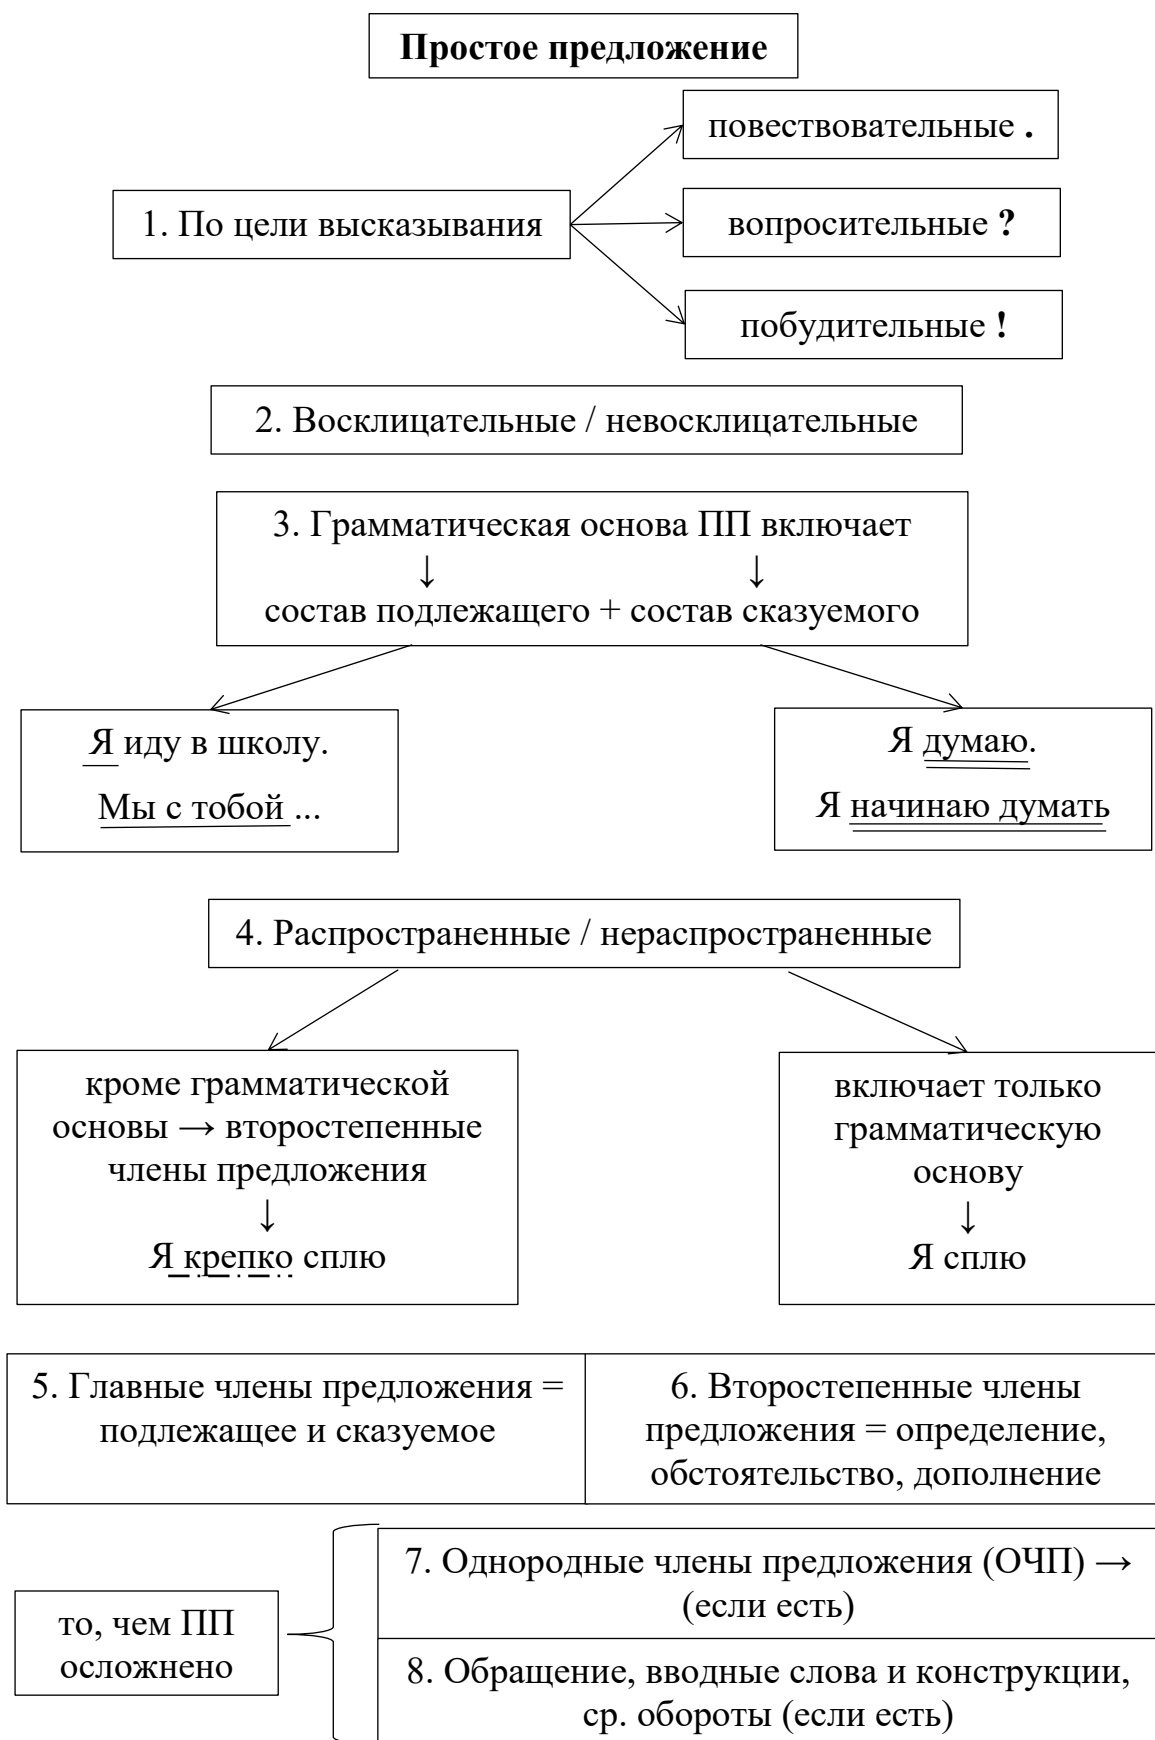 Простое предложение
повествовательные .
1. По цели высказывания
вопросительные ?
побудительные !
2. Восклицательные / невосклицательные
3. Грамматическая основа ПП включает
↓ ↓
состав подлежащего + состав сказуемого
Я иду в школу.
Мы с тобой ...
Я думаю.
Я начинаю думать
4. Распространенные / нераспространенные
кроме грамматической
основы → второстепенные
члены предложения
↓
Я крепко сплю
включает только
грамматическую
основу
↓
Я сплю
5. Главные члены предложения =
подлежащее и сказуемое
6. Второстепенные члены
предложения = определение,
обстоятельство, дополнение
то, чем ПП
осложнено
7. Однородные члены предложения (ОЧП) →
(если есть)
8. Обращение, вводные слова и конструкции,
ср. обороты (если есть)